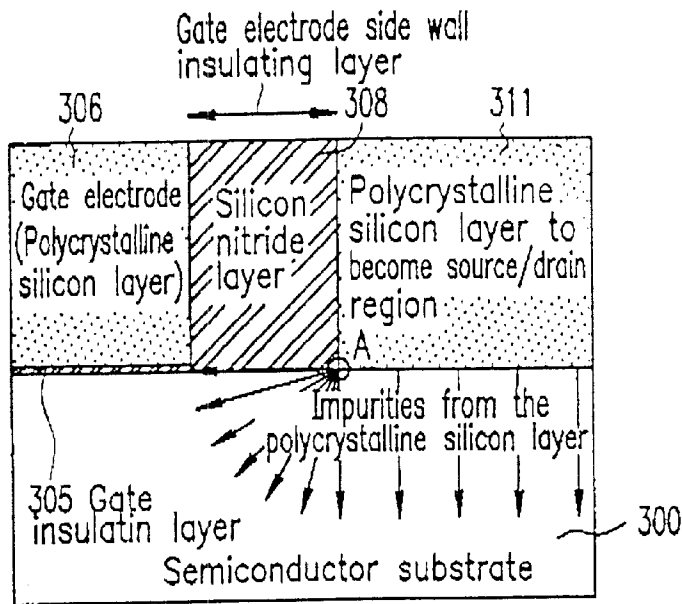 Gate electrode side wall
insulating layer
306
308
311
Gate electrode
(Polycrystalline
silicon layer)
Silicon
nitride
layer
Polycrystalline
silicon layer to
become source/drain
region
A
Impurities from the
polycrystalline silicon layer
305 Gate
insulatin layer
300
Semiconductor substrate